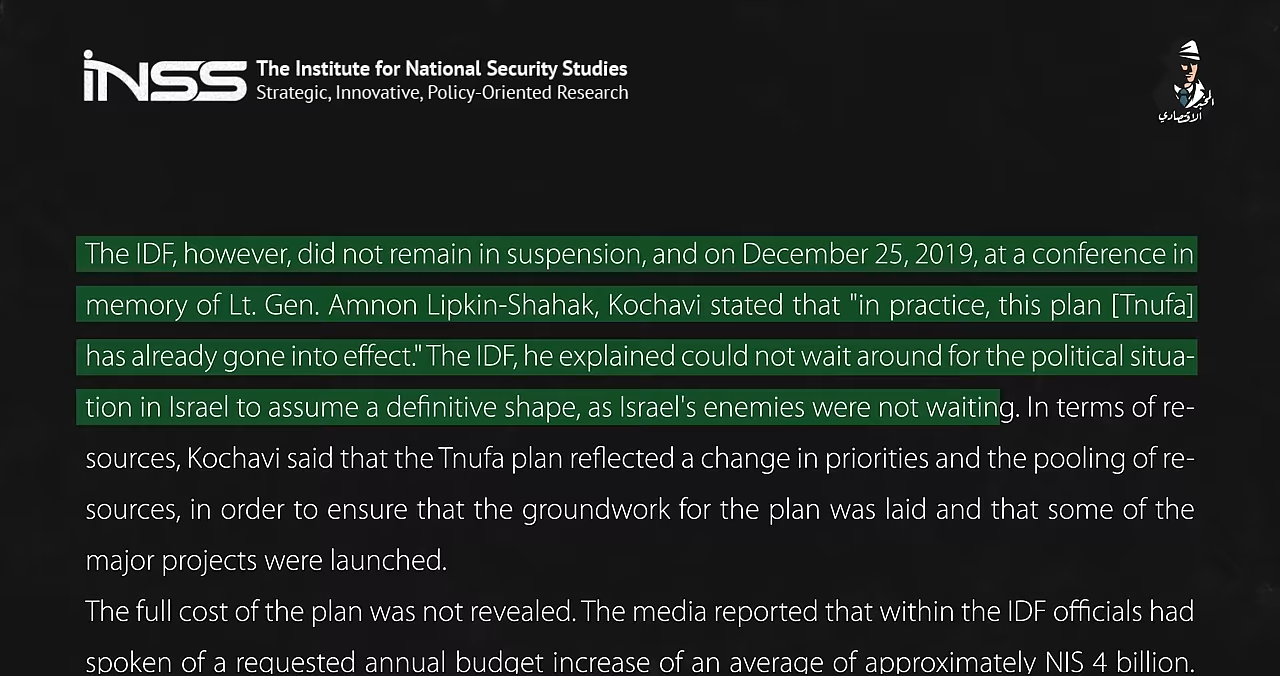 iNSS The Institute for National Security Studies
Strategic, Innovative, Policy-Oriented Research
المخبر
الاقتصادي
The IDF, however, did not remain in suspension, and on December 25, 2019, at a conference in
memory of Lt. Gen. Amnon Lipkin-Shahak, Kochavi stated that "in practice, this plan [Tnufa]
has already gone into effect." The IDF, he explained could not wait around for the political situa-
tion in Israel to assume a definitive shape, as Israel's enemies were not waiting. In terms of re-
sources, Kochavi said that the Tnufa plan reflected a change in priorities and the pooling of re-
sources, in order to ensure that the groundwork for the plan was laid and that some of the
major projects were launched.
The full cost of the plan was not revealed. The media reported that within the IDF officials had
spoken of a requested annual budget increase of an average of approximately NIS 4 billion.